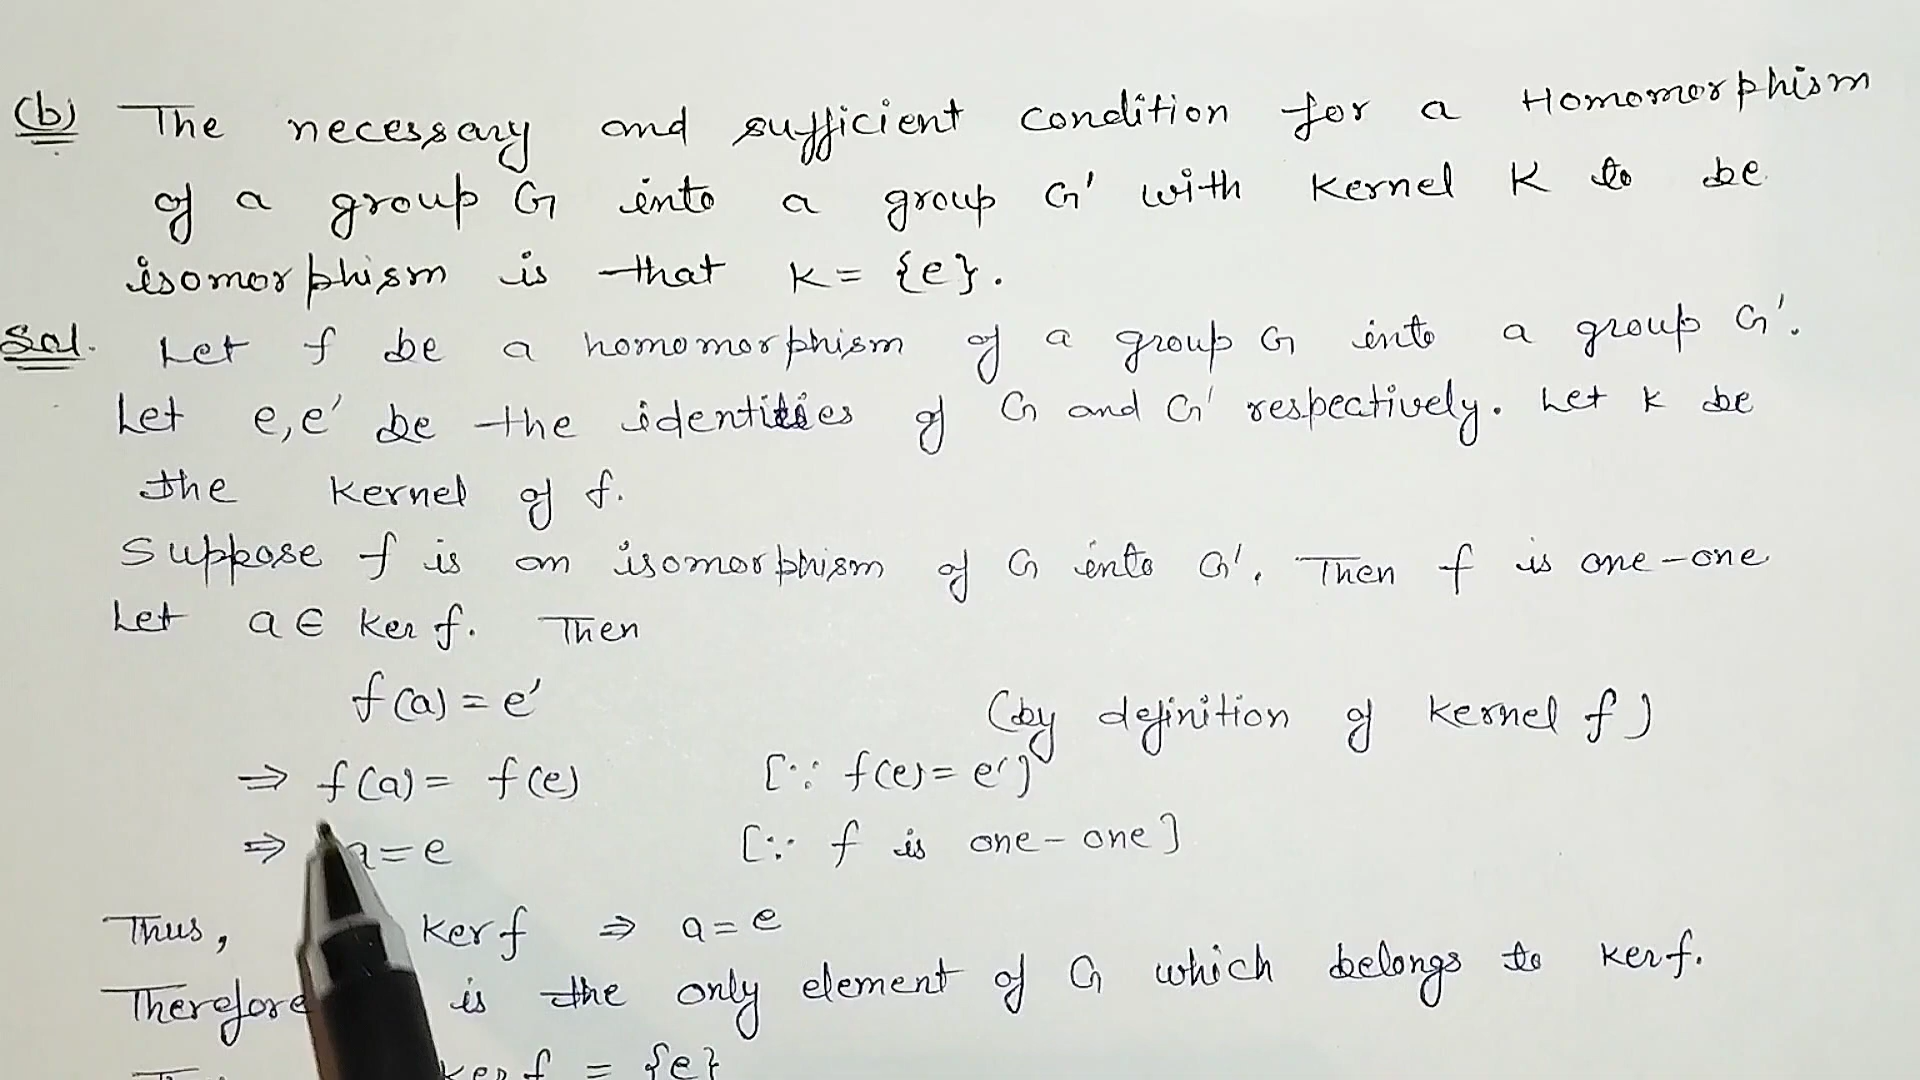 (b) The necessary and sufficient condition for a Homomorphism
of a group G into a group G' with kernel K to be
isomorphism is that K = {e}.
Sol. Let f be a homomorphism of a group G into a group G'.
Let e, e' be the identities of G and G' respectively. Let K be
the kernel of f.
Suppose f is an isomorphism of G into G'. Then f is one-one
Let a ∈ ker f. Then
f(a) = e' (by definition of kernel f)
⇒ f(a) = f(e) [∵ f(e) = e']
⇒ a = e [∵ f is one-one]
Thus, ker f ⇒ a = e
Therefore is the only element of G which belongs to ker f.
ker f = {e}